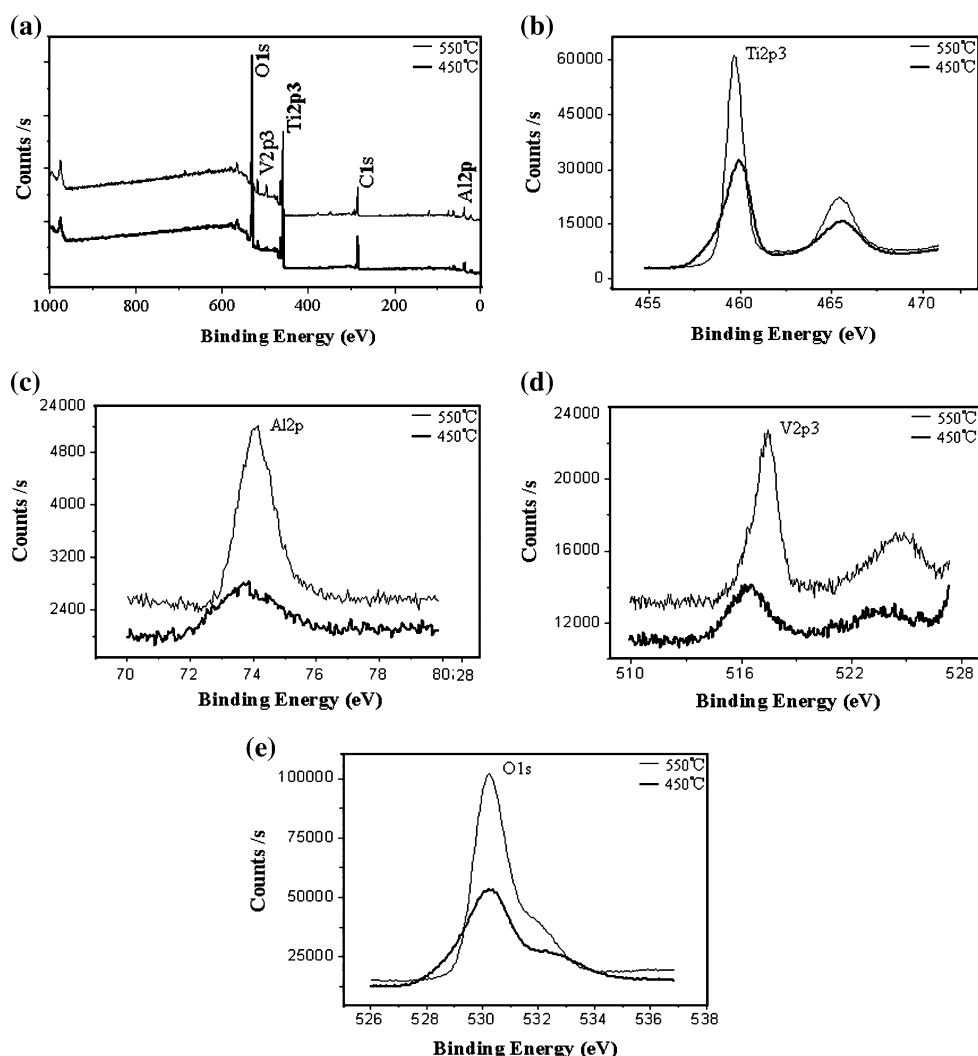 (a)
550℃
450℃
O1s
V2p3
Ti2p3
C1s
Al2p
Counts /s
1000 800 600 400 200 0
Binding Energy (eV)
(b)
Ti2p3
550℃
450℃
60000
45000
30000
15000
0
Counts /s
455 460 465 470
Binding Energy (eV)
(c)
Al2p
550℃
450℃
24000
4800
4000
3200
2400
Counts /s
70 72 74 76 78 80 528
Binding Energy (eV)
(d)
V2p3
550℃
450℃
24000
22000
16000
12000
Counts /s
510 516 522 528
Binding Energy (eV)
(e)
O1s
550℃
450℃
100000
75000
50000
25000
Counts /s
526 528 530 532 534 536 538
Binding Energy (eV)